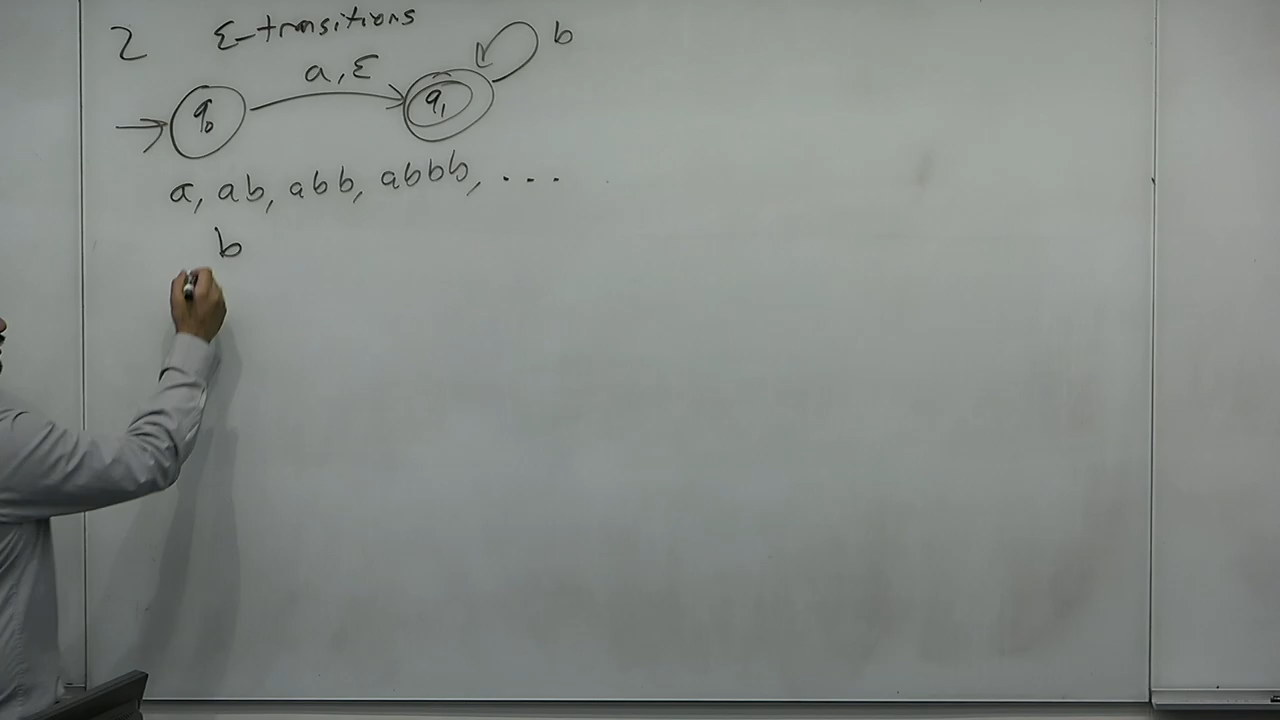 2 ε-transitions
a, ε b
q₀ q₁
a, ab, abb, abbb, ...
b